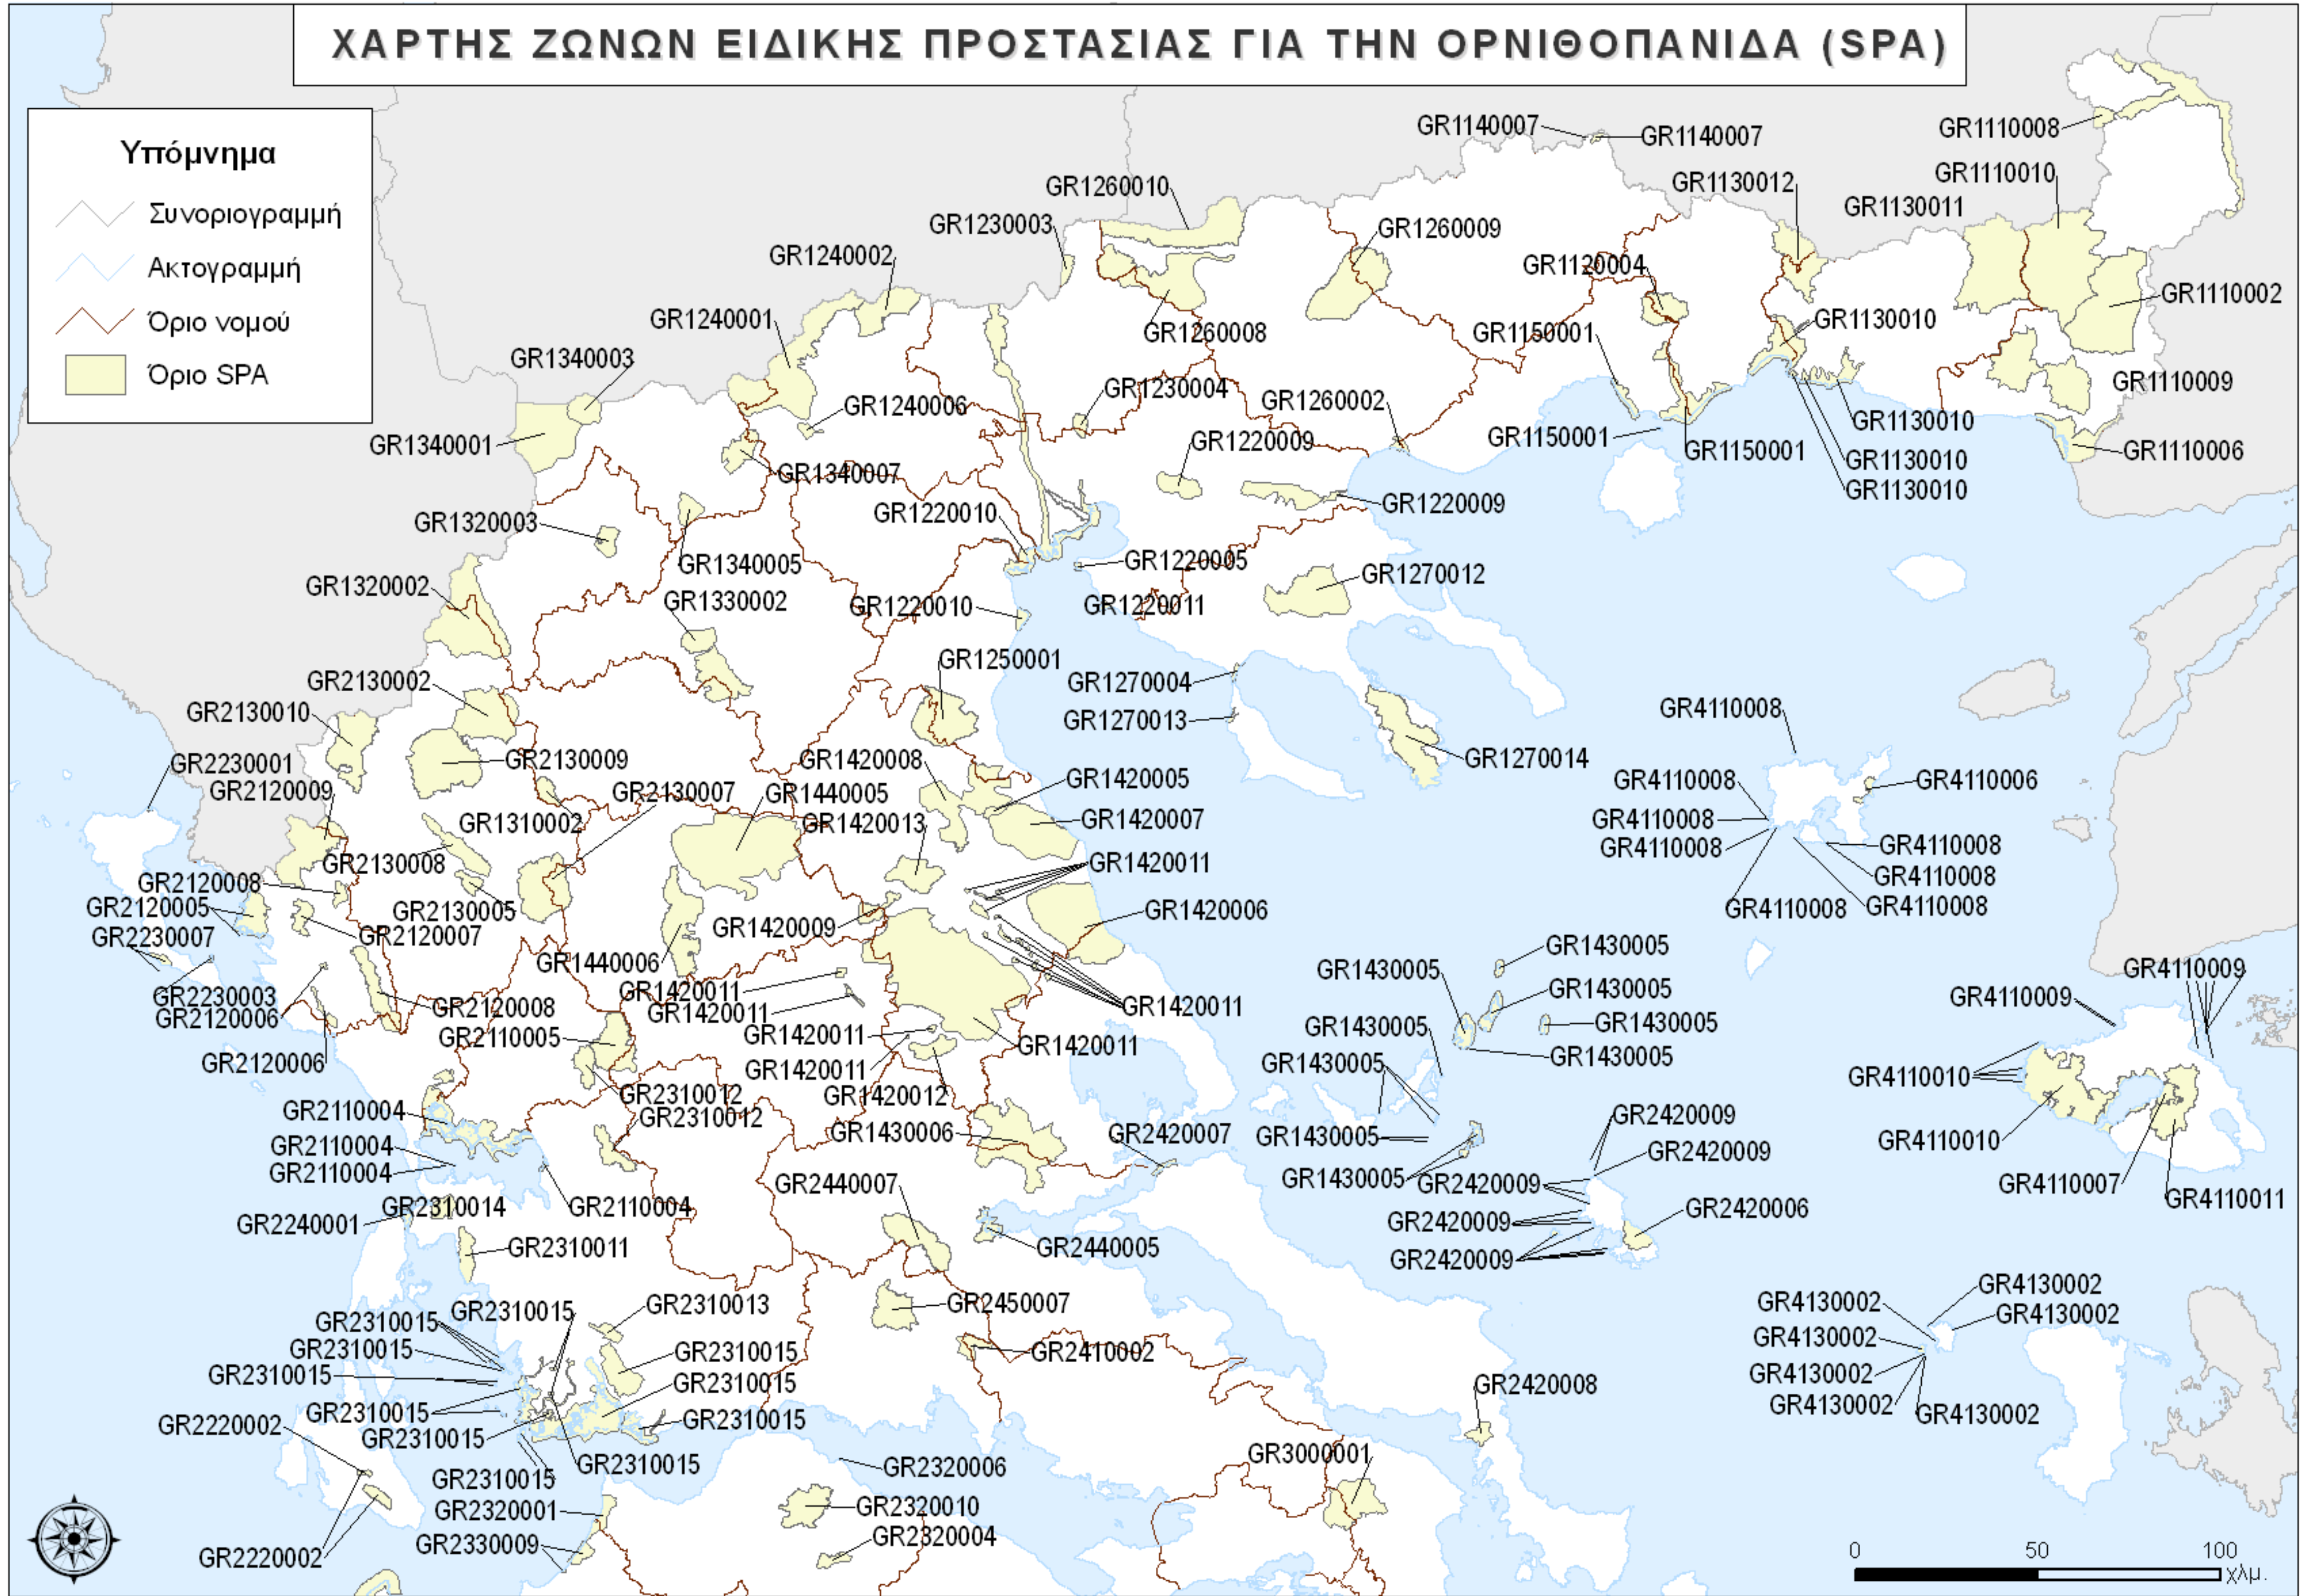 ΧΑΡΤΗΣ ΖΩΝΩΝ ΕΙΔΙΚΗΣ ΠΡΟΣΤΑΣΙΑΣ ΓΙΑ ΤΗΝ ΟΡΝΙΘΟΠΑΝΙΔΑ (SPA)
Υπόμνημα
Συνοριογραμμή
Ακτογραμμή
Όριο νομού
Όριο SPA
GR1140007
GR1140007
GR1110008
GR1260010
GR1130012
GR1110010
GR1130011
GR1230003
GR1260009
GR1240002
GR1120004
GR1110002
GR1240001
GR1260008
GR1150001
GR1130010
GR1340003
GR1230004
GR1110009
GR1240006
GR1260002
GR1130010
GR1340001
GR1220009
GR1150001
GR1150001
GR1110006
GR1130010
GR1340007
GR1130010
GR1220009
GR1220010
GR1320003
GR1340005
GR1220005
GR1270012
GR1320002
GR1330002
GR1220010
GR1220011
GR1250001
GR2130002
GR1270004
GR2130010
GR1270013
GR4110008
GR2230001
GR2130009
GR1420008
GR1270014
GR2120009
GR2130007
GR1440005
GR1420005
GR4110008
GR4110006
GR1310002
GR1420013
GR1420007
GR4110008
GR2130008
GR1420011
GR4110008
GR4110008
GR2120008
GR4110008
GR2120005
GR2130005
GR1420006
GR4110008
GR4110008
GR2230007
GR2120007
GR1420009
GR1430005
GR1440006
GR1430005
GR4110009
GR2230003
GR1420011
GR1430005
GR4110009
GR2120006
GR2120008
GR1420011
GR1420011
GR1430005
GR1430005
GR2110005
GR1420011
GR1420011
GR1430005
GR2120006
GR1420011
GR1430005
GR4110010
GR2310012
GR1420012
GR2110004
GR2310012
GR2420009
GR1430006
GR2420007
GR1430005
GR4110010
GR2110004
GR2420009
GR2110004
GR1430005
GR2440007
GR2420009
GR4110007
GR4110011
GR2310014
GR2110004
GR2420006
GR2240001
GR2420009
GR2310011
GR2440005
GR2420009
GR4130002
GR2310015
GR2310013
GR2450007
GR4130002
GR4130002
GR2310015
GR4130002
GR2310015
GR2310015
GR2410002
GR4130002
GR2310015
GR2310015
GR2420008
GR4130002
GR4130002
GR2310015
GR2310015
GR2220002
GR2310015
GR3000001
GR2310015
GR2310015
GR2320006
GR2320001
GR2320010
GR2330009
GR2320004
GR2220002
0 50 100
χλμ.